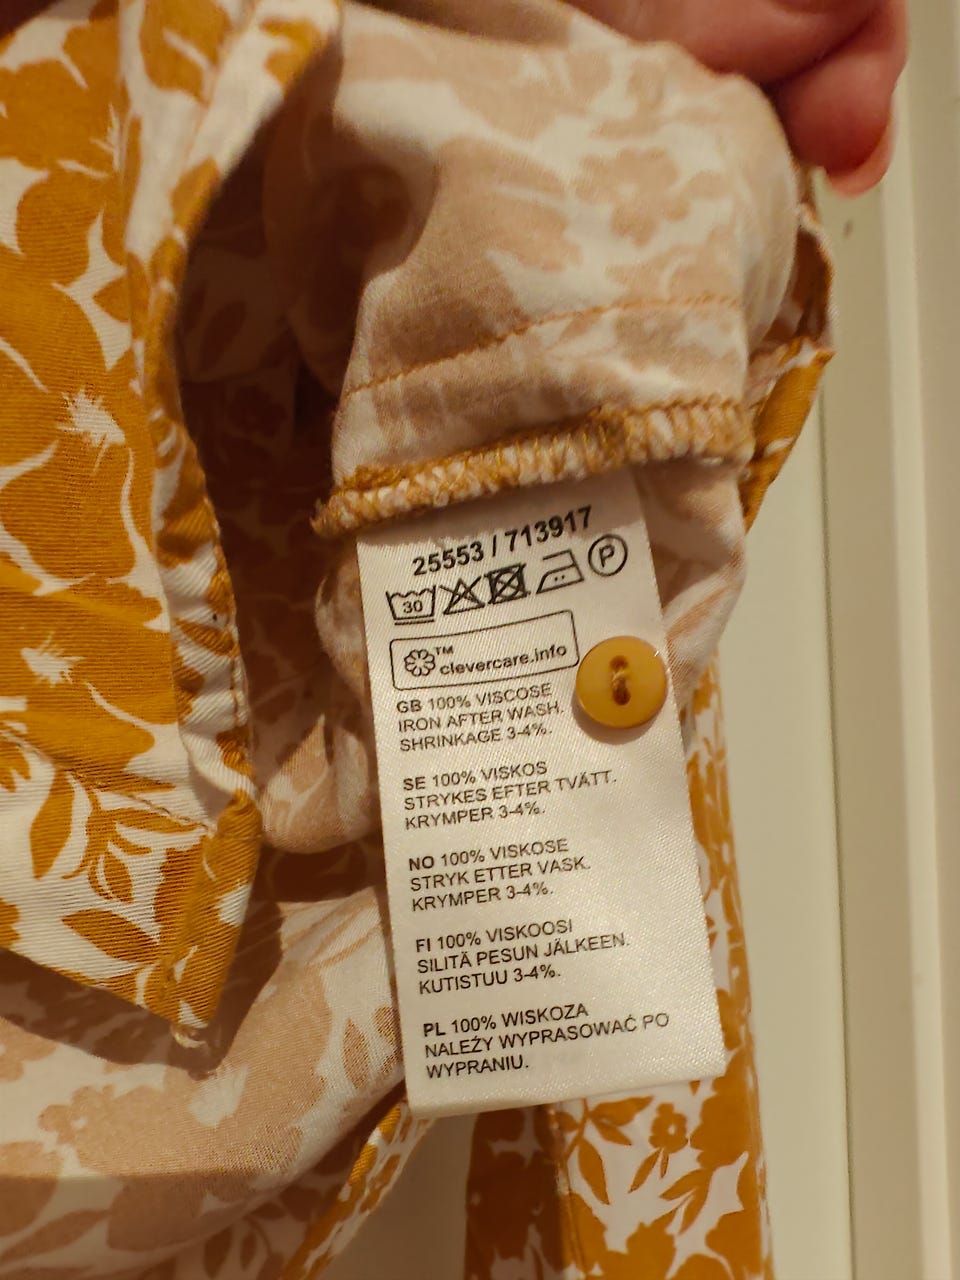 25553 / 713917
30
P
TM
clevercare.info
GB 100% VISCOSE
IRON AFTER WASH.
SHRINKAGE 3-4%.
SE 100% VISKOS
STRYKES EFTER TVÄTT.
KRYMPER 3-4%.
NO 100% VISKOSE
STRYK ETTER VASK.
KRYMPER 3-4%.
FI 100% VISKOOSI
SILITÄ PESUN JÄLKEEN.
KUTISTUU 3-4%.
PL 100% WISKOZA
NALEŻY WYPRASOWAĆ PO
WYPRANIU.